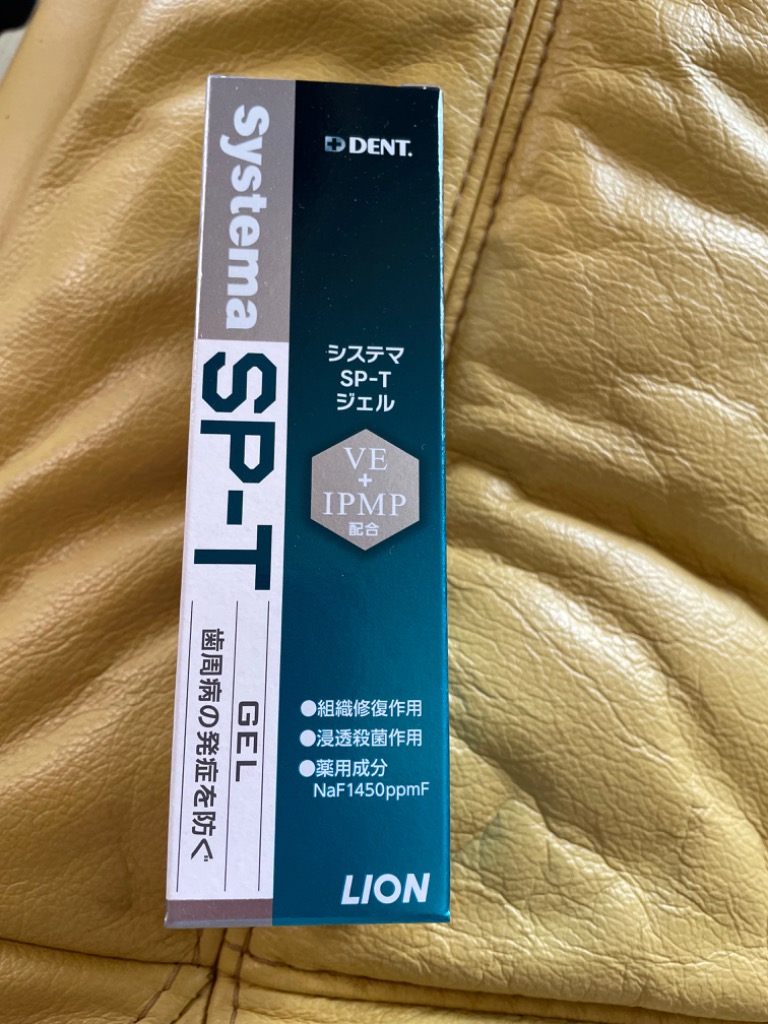 Systema
SP-T
GEL
歯周病の発症を防ぐ
DENT.
システマ
SP-T
ジェル
VE
+
IPMP
配合
●組織修復作用
●浸透殺菌作用
●薬用成分
NaF1450ppmF
LION